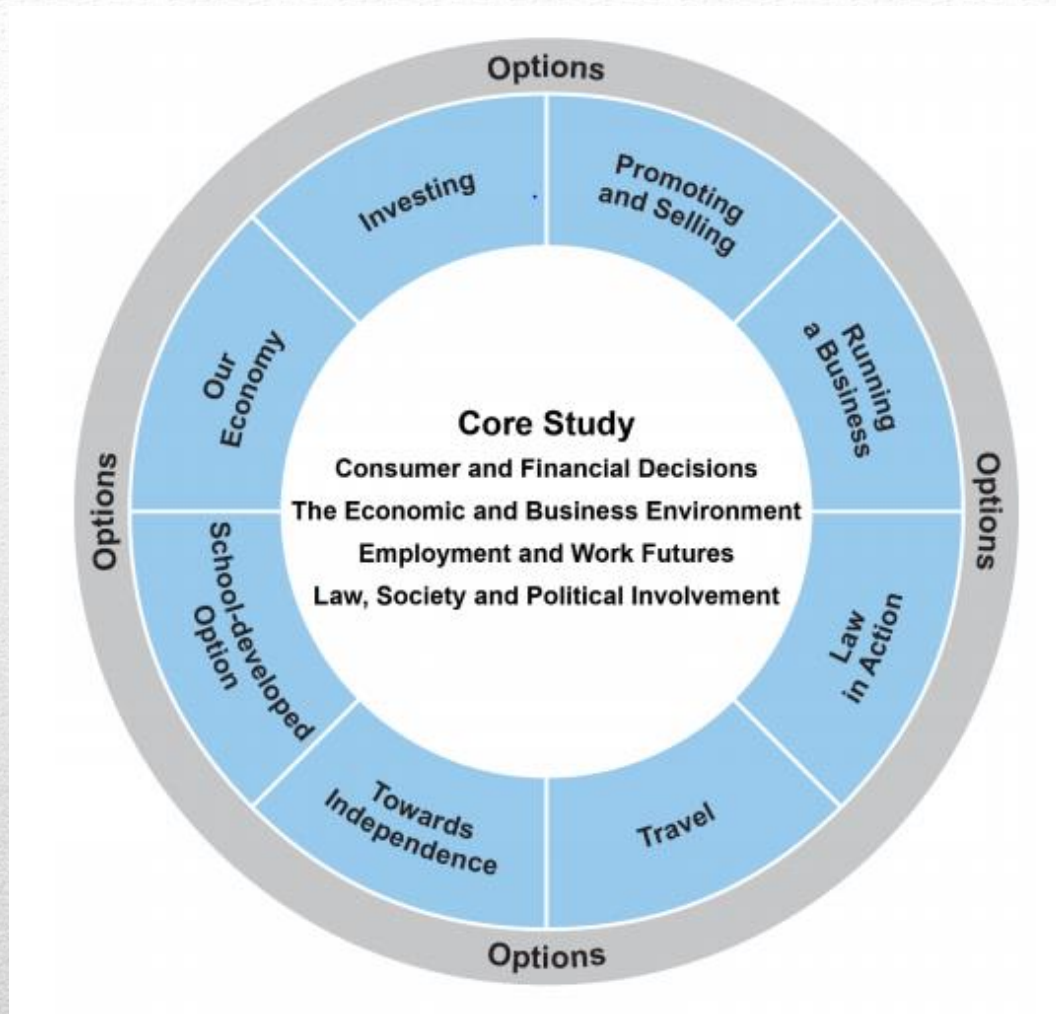 Options
Investing
Promoting
and Selling
Our
Economy
Running
a Business
Core Study
Consumer and Financial Decisions
The Economic and Business Environment
Employment and Work Futures
Law, Society and Political Involvement
Options
Options
School-developed
Option
Law
in Action
Towards
Independence
Travel
Options